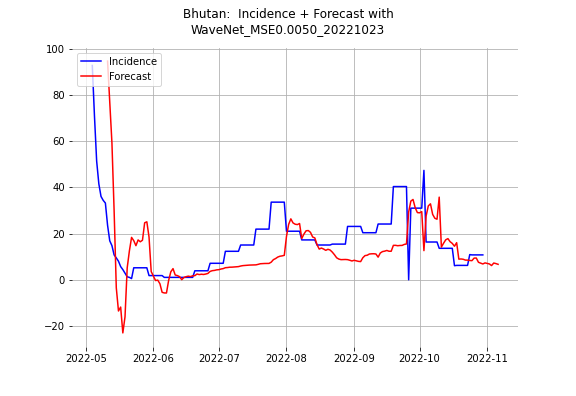 Bhutan:  Incidence + Forecast with
WaveNet_MSE0.0050_20221023
100
80
60
40
20
0
−20
Incidence
Forecast
2022-05 2022-06 2022-07 2022-08 2022-09 2022-10 2022-11